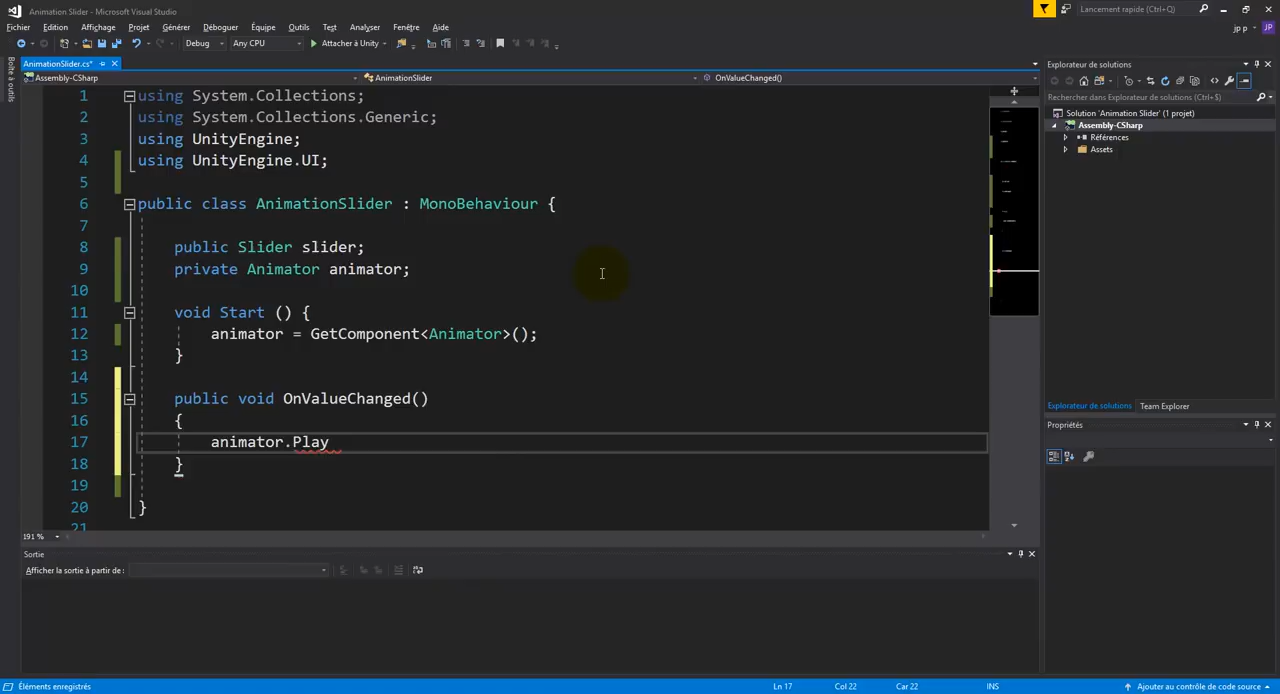 Animation Slider - Microsoft Visual Studio
Lancement rapide (Ctrl+Q)
Fichier Edition Affichage Projet Générer Déboguer Équipe Outils Test Analyser Fenêtre Aide
jp p JP
Debug Any CPU Attacher à Unity
Boîte à outils
AnimationSlider.cs*
Assembly-CSharp AnimationSlider OnValueChanged()
1 using System.Collections;
2 using System.Collections.Generic;
3 using UnityEngine;
4 using UnityEngine.UI;
5
6 public class AnimationSlider : MonoBehaviour {
7
8 public Slider slider;
9 private Animator animator;
10
11 void Start () {
12 animator = GetComponent<Animator>();
13 }
14
15 public void OnValueChanged()
16 {
17 animator.Play
18 }
19
20 }
21
191 %
Sortie
Afficher la sortie à partir de :
Explorateur de solutions
Rechercher dans Explorateur de solutions (Ctrl+$)
Solution 'Animation Slider' (1 projet)
Assembly-CSharp
Références
Assets
Explorateur de solutions Team Explorer
Propriétés
Éléments enregistrés Ln 17 Col 22 Car 22 INS Ajouter au contrôle de code source